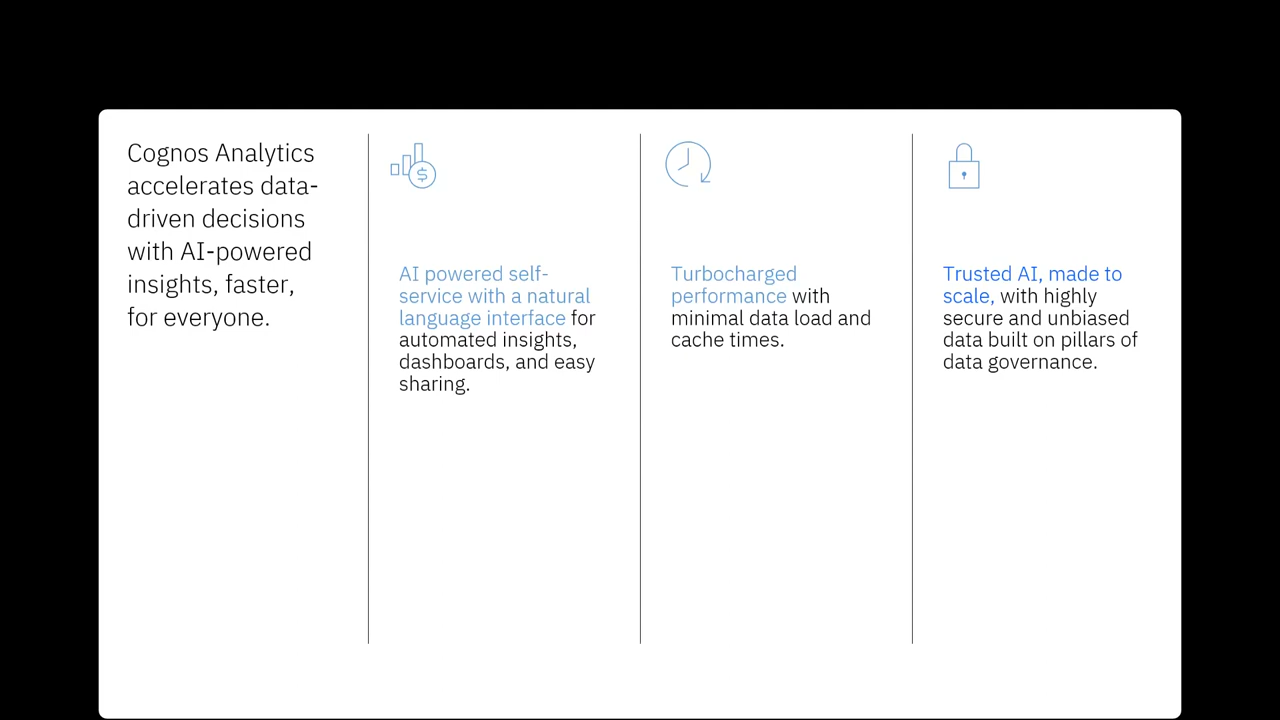 Cognos Analytics
accelerates data-
driven decisions
with AI-powered
insights, faster,
for everyone.
$
AI powered self-
service with a natural
language interface for
automated insights,
dashboards, and easy
sharing.
Turbocharged
performance with
minimal data load and
cache times.
Trusted AI, made to
scale, with highly
secure and unbiased
data built on pillars of
data governance.